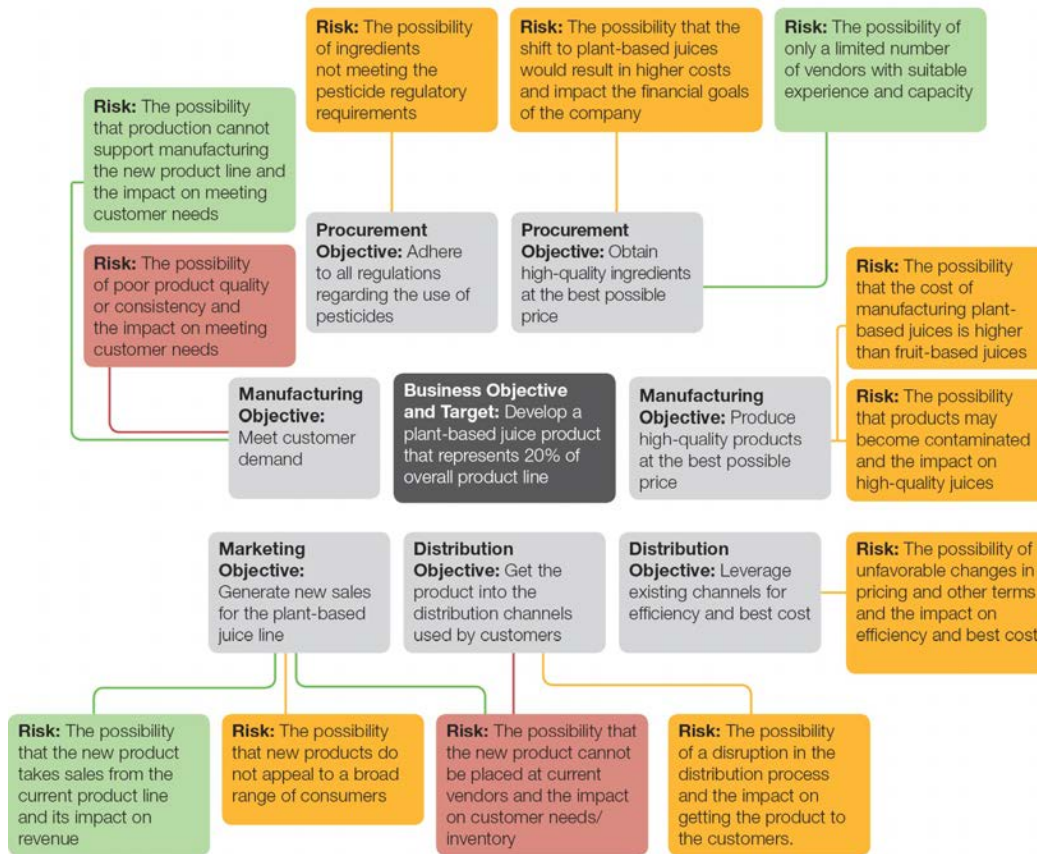 Risk: The possibility
of ingredients
not meeting the
pesticide regulatory
requirements
Risk: The possibility that the
shift to plant-based juices
would result in higher costs
and impact the financial goals
of the company
Risk: The possibility of
only a limited number
of vendors with suitable
experience and capacity
Risk: The possibility
that production cannot
support manufacturing
the new product line and
the impact on meeting
customer needs
Procurement
Objective: Adhere
to all regulations
regarding the use of
pesticides
Procurement
Objective: Obtain
high-quality ingredients
at the best possible
price
Risk: The possibility
of poor product quality
or consistency and
the impact on meeting
customer needs
Risk: The possibility
that the cost of
manufacturing plant-
based juices is higher
than fruit-based juices
Manufacturing
Objective:
Meet customer
demand
Business Objective
and Target: Develop a
plant-based juice product
that represents 20% of
overall product line
Manufacturing
Objective: Produce
high-quality products
at the best possible
price
Risk: The possibility
that products may
become contaminated
and the impact on
high-quality juices
Marketing
Objective:
Generate new sales
for the plant-based
juice line
Distribution
Objective: Get the
product into the
distribution channels
used by customers
Distribution
Objective: Leverage
existing channels for
efficiency and best cost
Risk: The possibility of
unfavorable changes in
pricing and other terms
and the impact on
efficiency and best cost
Risk: The possibility
that the new product
takes sales from the
current product line
and its impact on
revenue
Risk: The possibility
that new products do
not appeal to a broad
range of consumers
Risk: The possibility that
the new product cannot
be placed at current
vendors and the impact
on customer needs/
inventory
Risk: The possibility
of a disruption in the
distribution process
and the impact on
getting the product to
the customers.